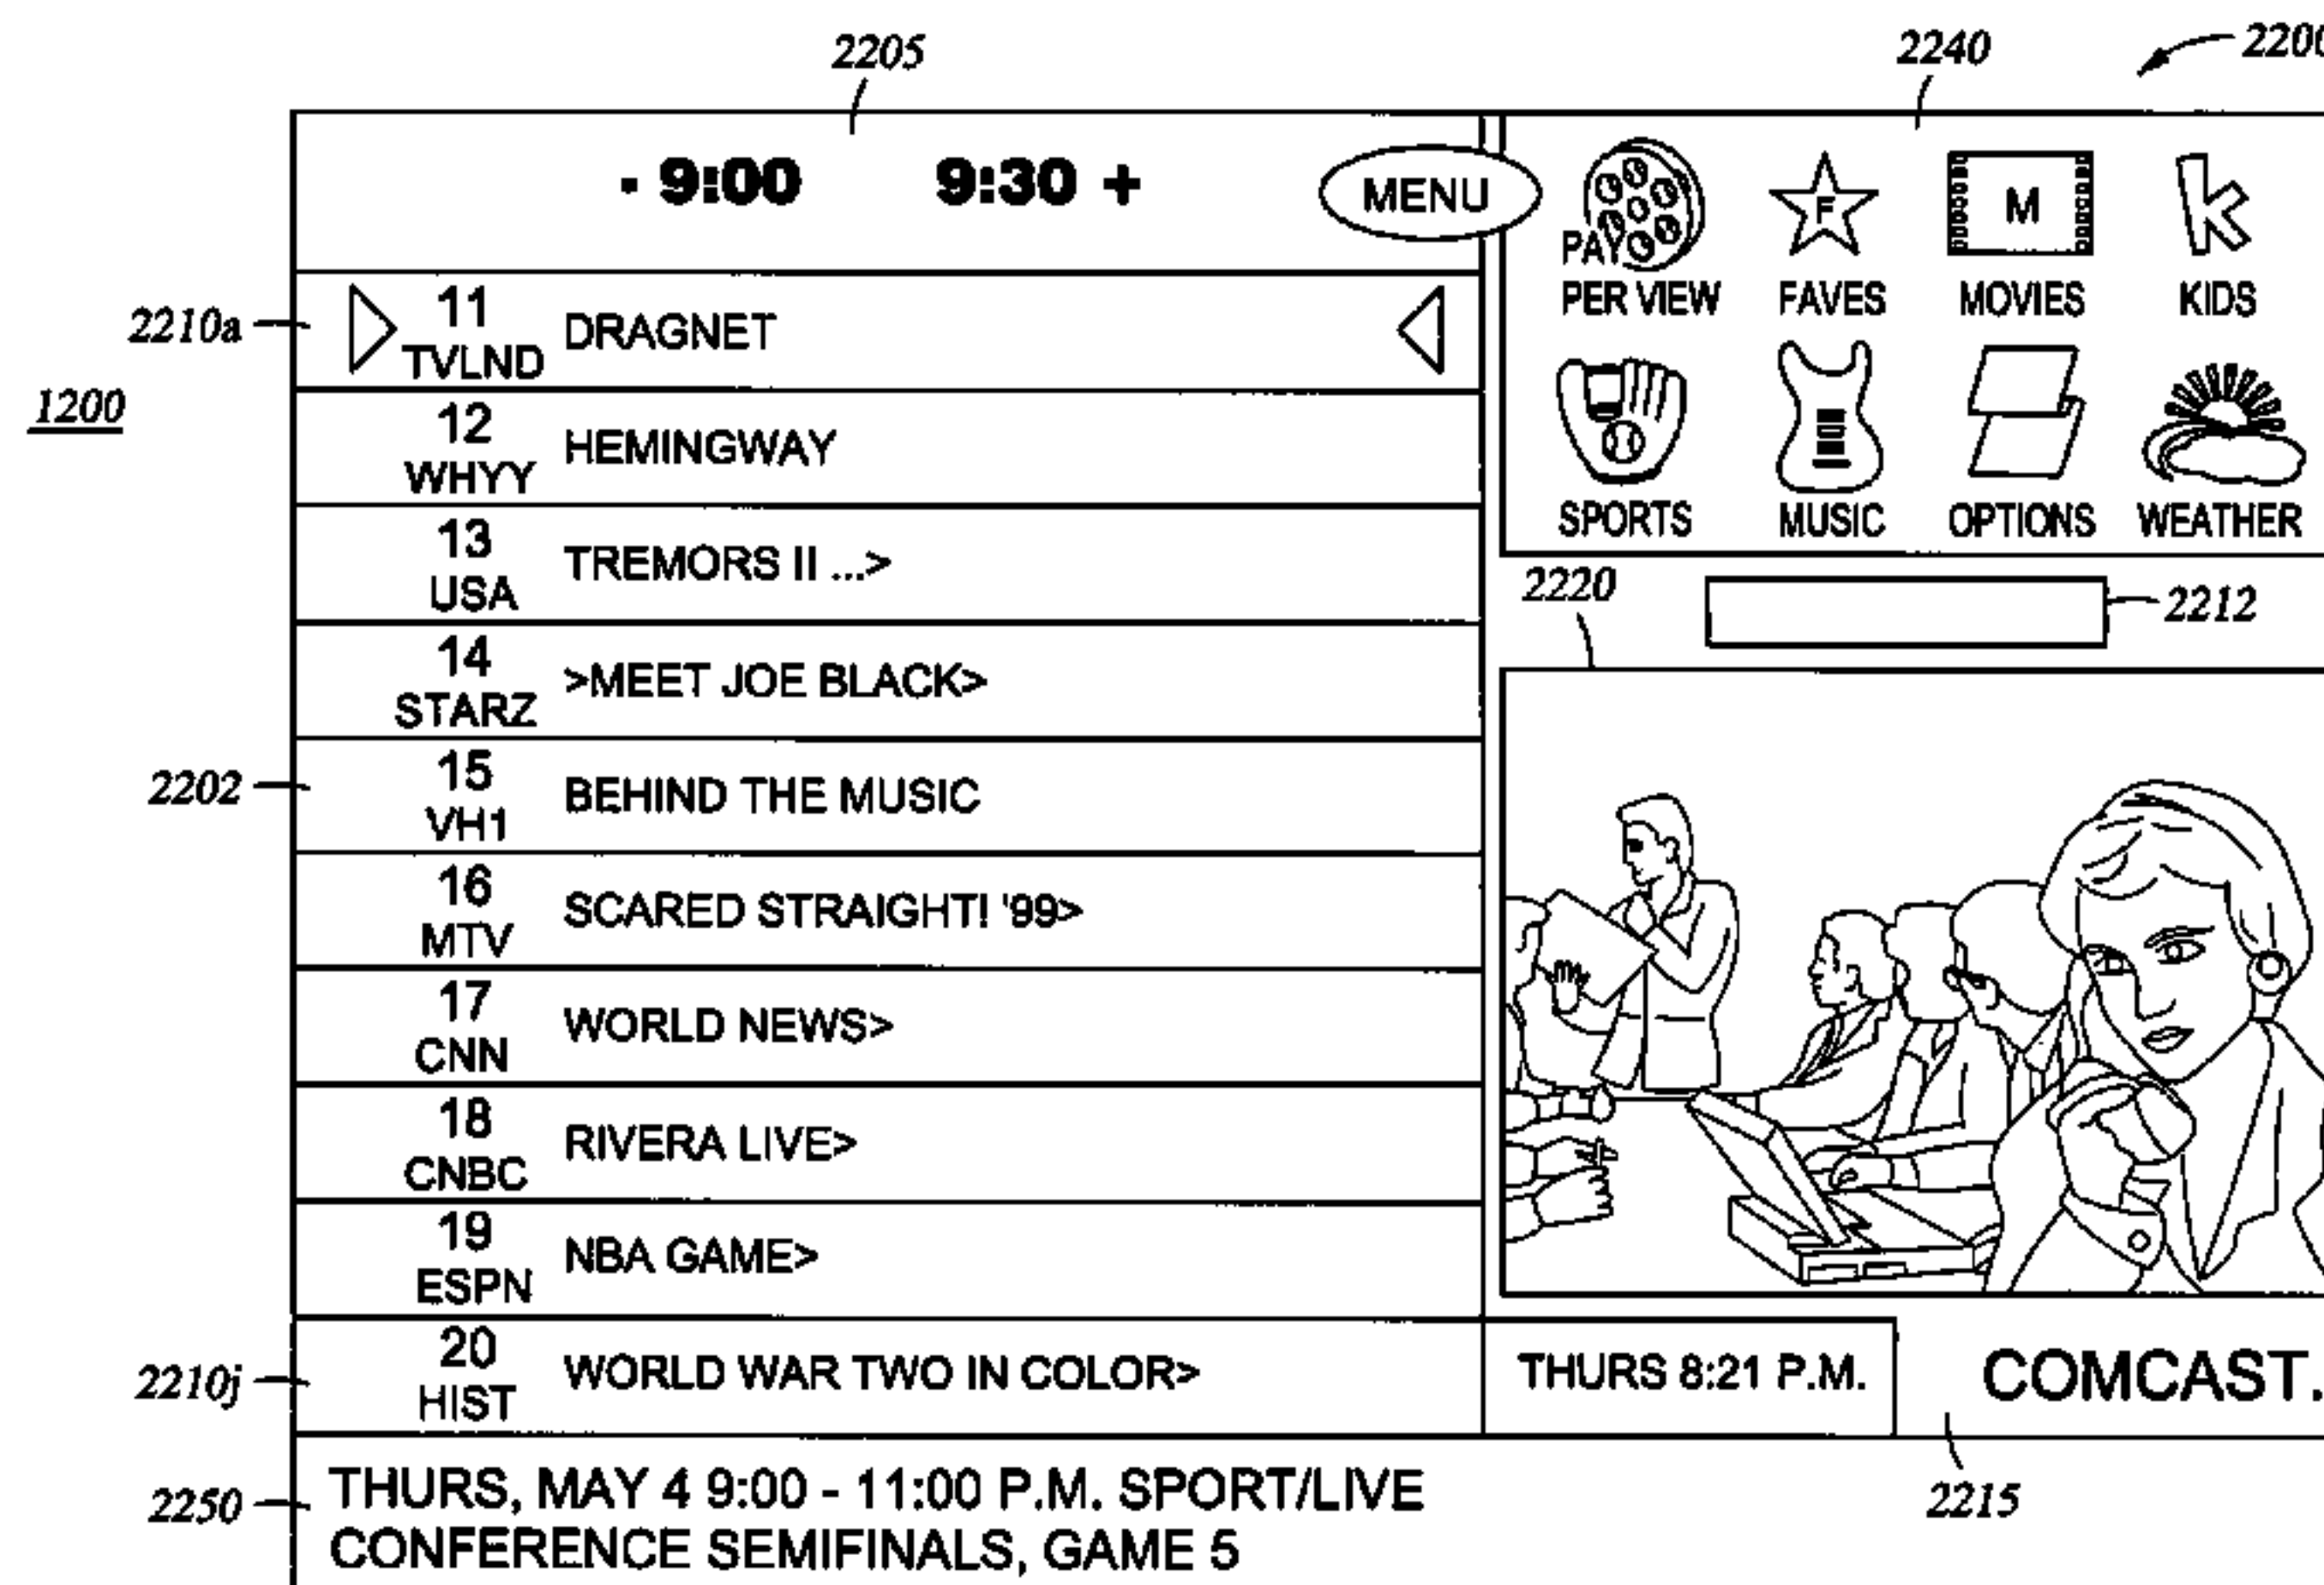 2205
2240
2200
- 9:00 9:30 +
MENU
M
F
k
PAY
PER VIEW FAVES MOVIES KIDS
2210a
11
TVLND DRAGNET
1200
12
WHYY HEMINGWAY
SPORTS MUSIC OPTIONS WEATHER
13
USA TREMORS II ...>
2220
2212
14
STARZ >MEET JOE BLACK>
2202
15
VH1 BEHIND THE MUSIC
16
MTV SCARED STRAIGHT! '99>
17
CNN WORLD NEWS>
18
CNBC RIVERA LIVE>
19
ESPN NBA GAME>
2210j
20
HIST WORLD WAR TWO IN COLOR>
THURS 8:21 P.M.
COMCAST.
2215
2250
THURS, MAY 4 9:00 - 11:00 P.M. SPORT/LIVE
CONFERENCE SEMIFINALS, GAME 5